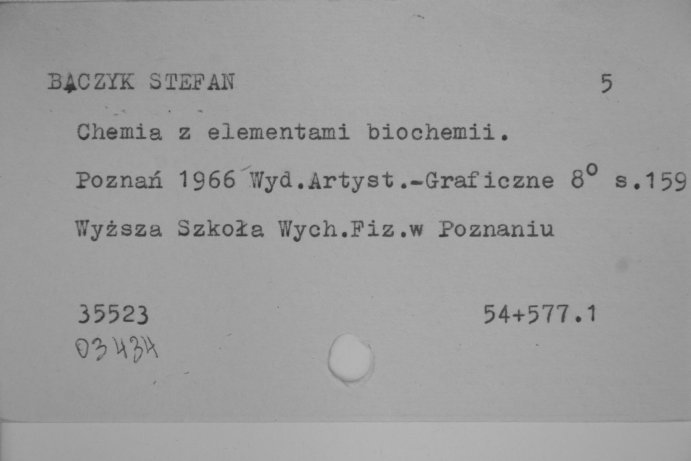 BĄCZYK STEFAN 5
Chemia z elementami biochemii.
Poznań 1966 Wyd.Artyst.-Graficzne 8° s.159
Wyższa Szkoła Wych.Fiz.w Poznaniu
35523 54+577.1
03434